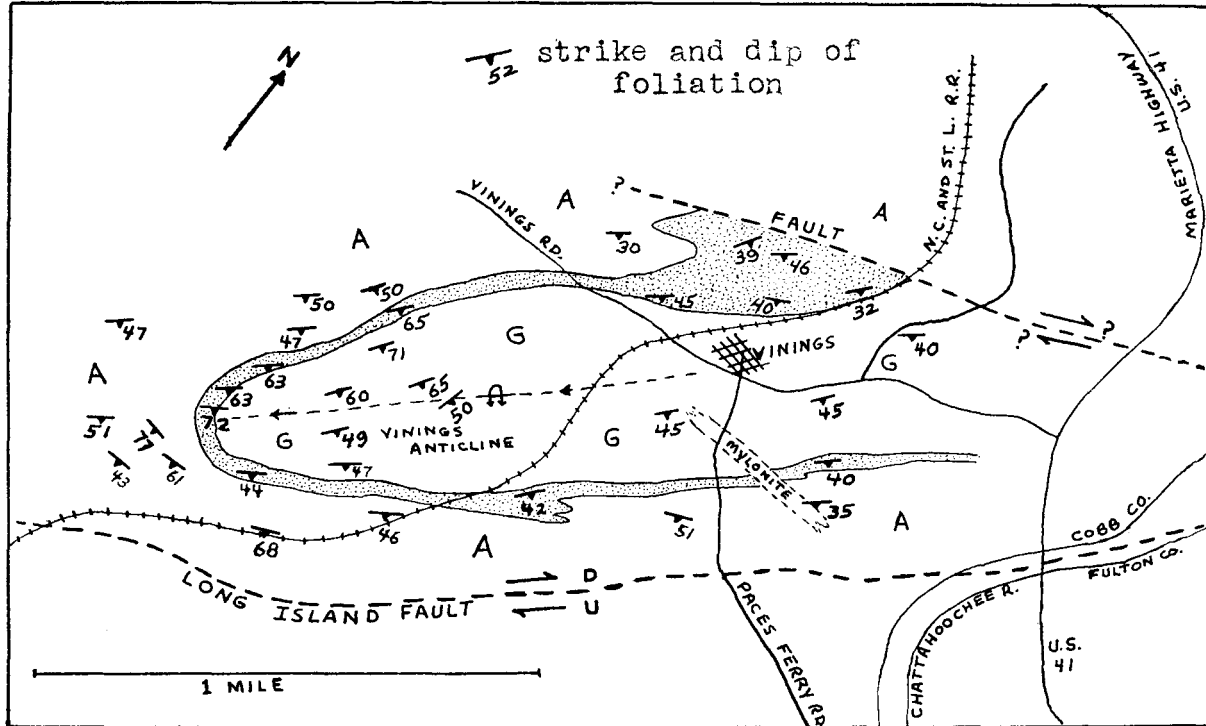 N
52
strike and dip of
foliation
MARIETTA HIGHWAY
U.S. 41
N.C. AND ST. L. R.R.
VININGS RD.
?
A
FAULT
A
A
30
39
46
50
50
45
40
32
47
47
65
G
VININGS
40
G
? ?
71
A
63
63
60
65
50
72
51
77
43
61
G
49
VININGS
ANTICLINE
45
G
45
MYLONITE
44
47
42
40
35
A
68
46
A
51
COBB CO.
FULTON CO.
LONG ISLAND FAULT
D
U
PACES FERRY RD.
CHATTAHOOCHEE R.
U.S.
41
1 MILE